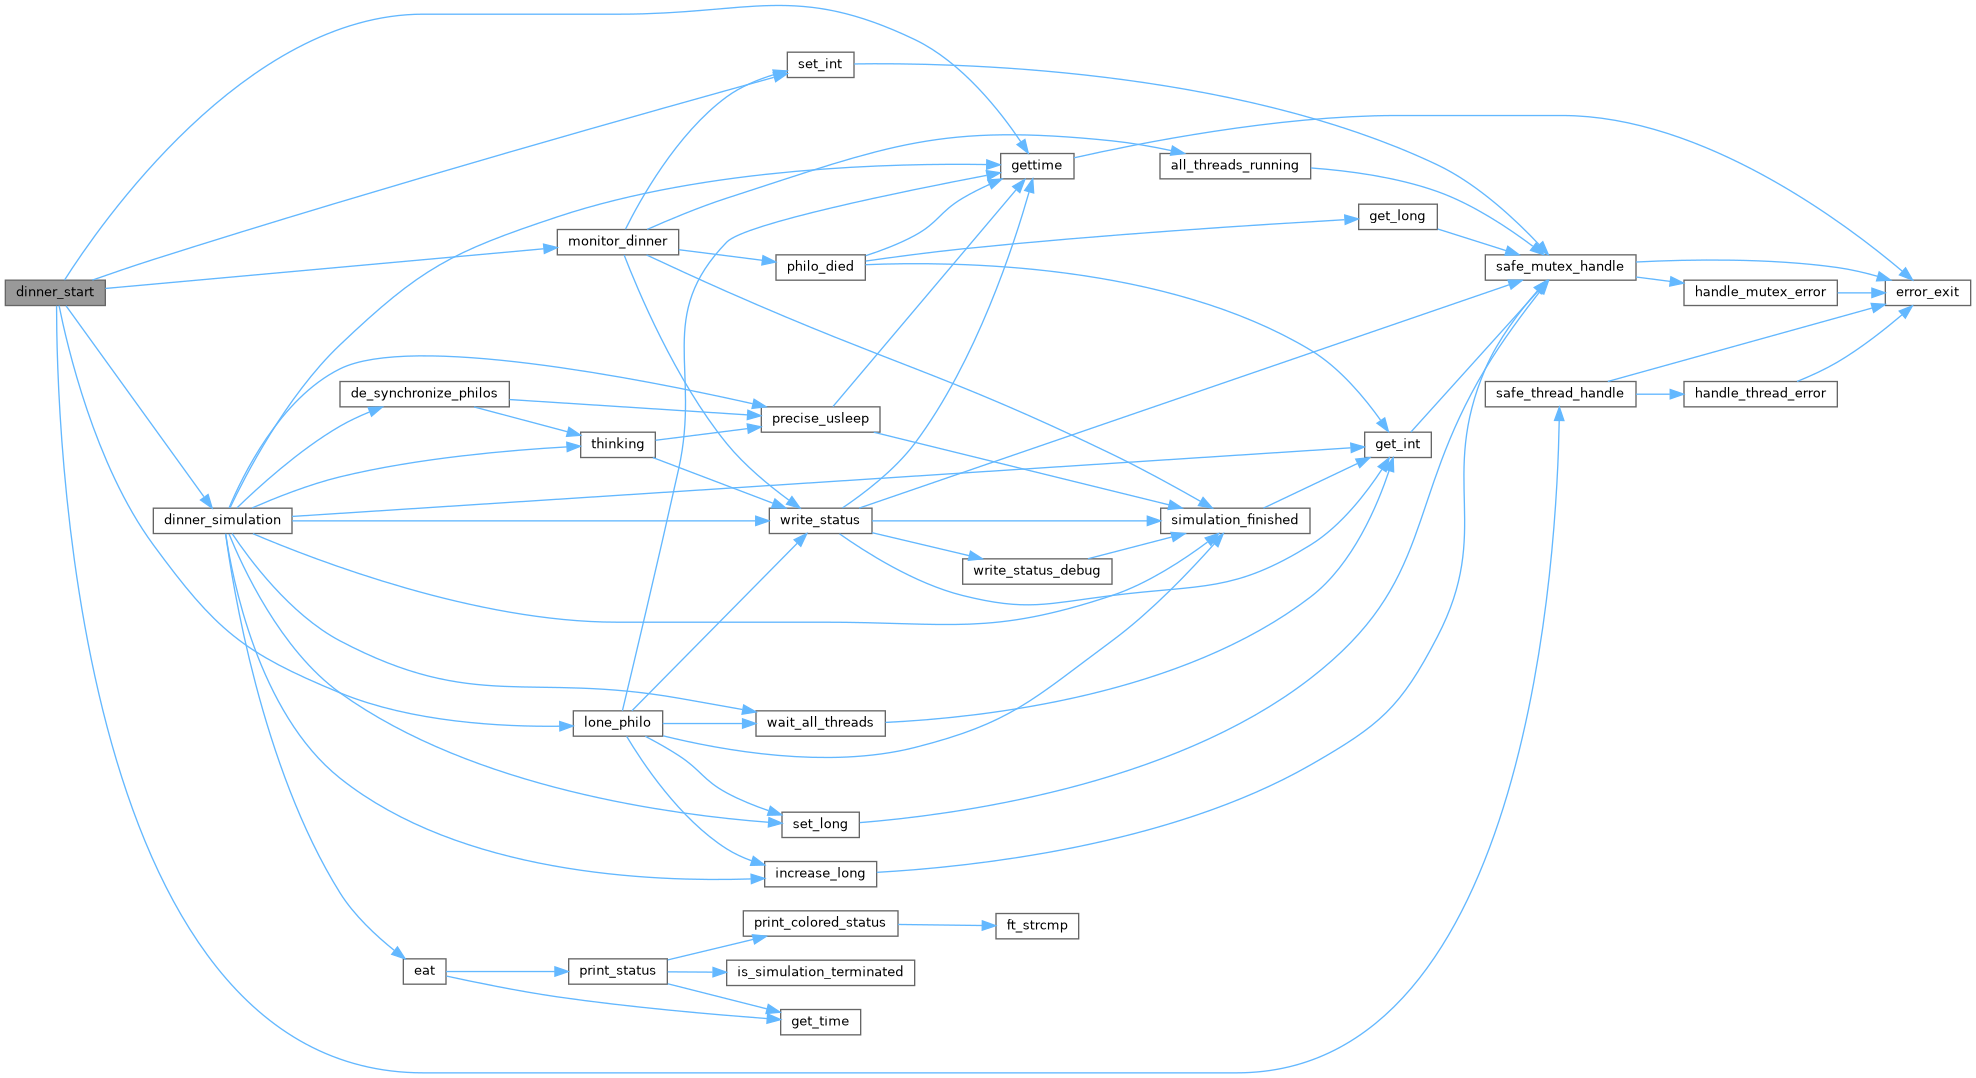 dinner_start
set_int
gettime
all_threads_running
get_long
monitor_dinner
philo_died
safe_mutex_handle
handle_mutex_error
error_exit
de_synchronize_philos
precise_usleep
thinking
get_int
safe_thread_handle
handle_thread_error
dinner_simulation
write_status
simulation_finished
write_status_debug
lone_philo
wait_all_threads
set_long
increase_long
print_colored_status
ft_strcmp
eat
print_status
is_simulation_terminated
get_time